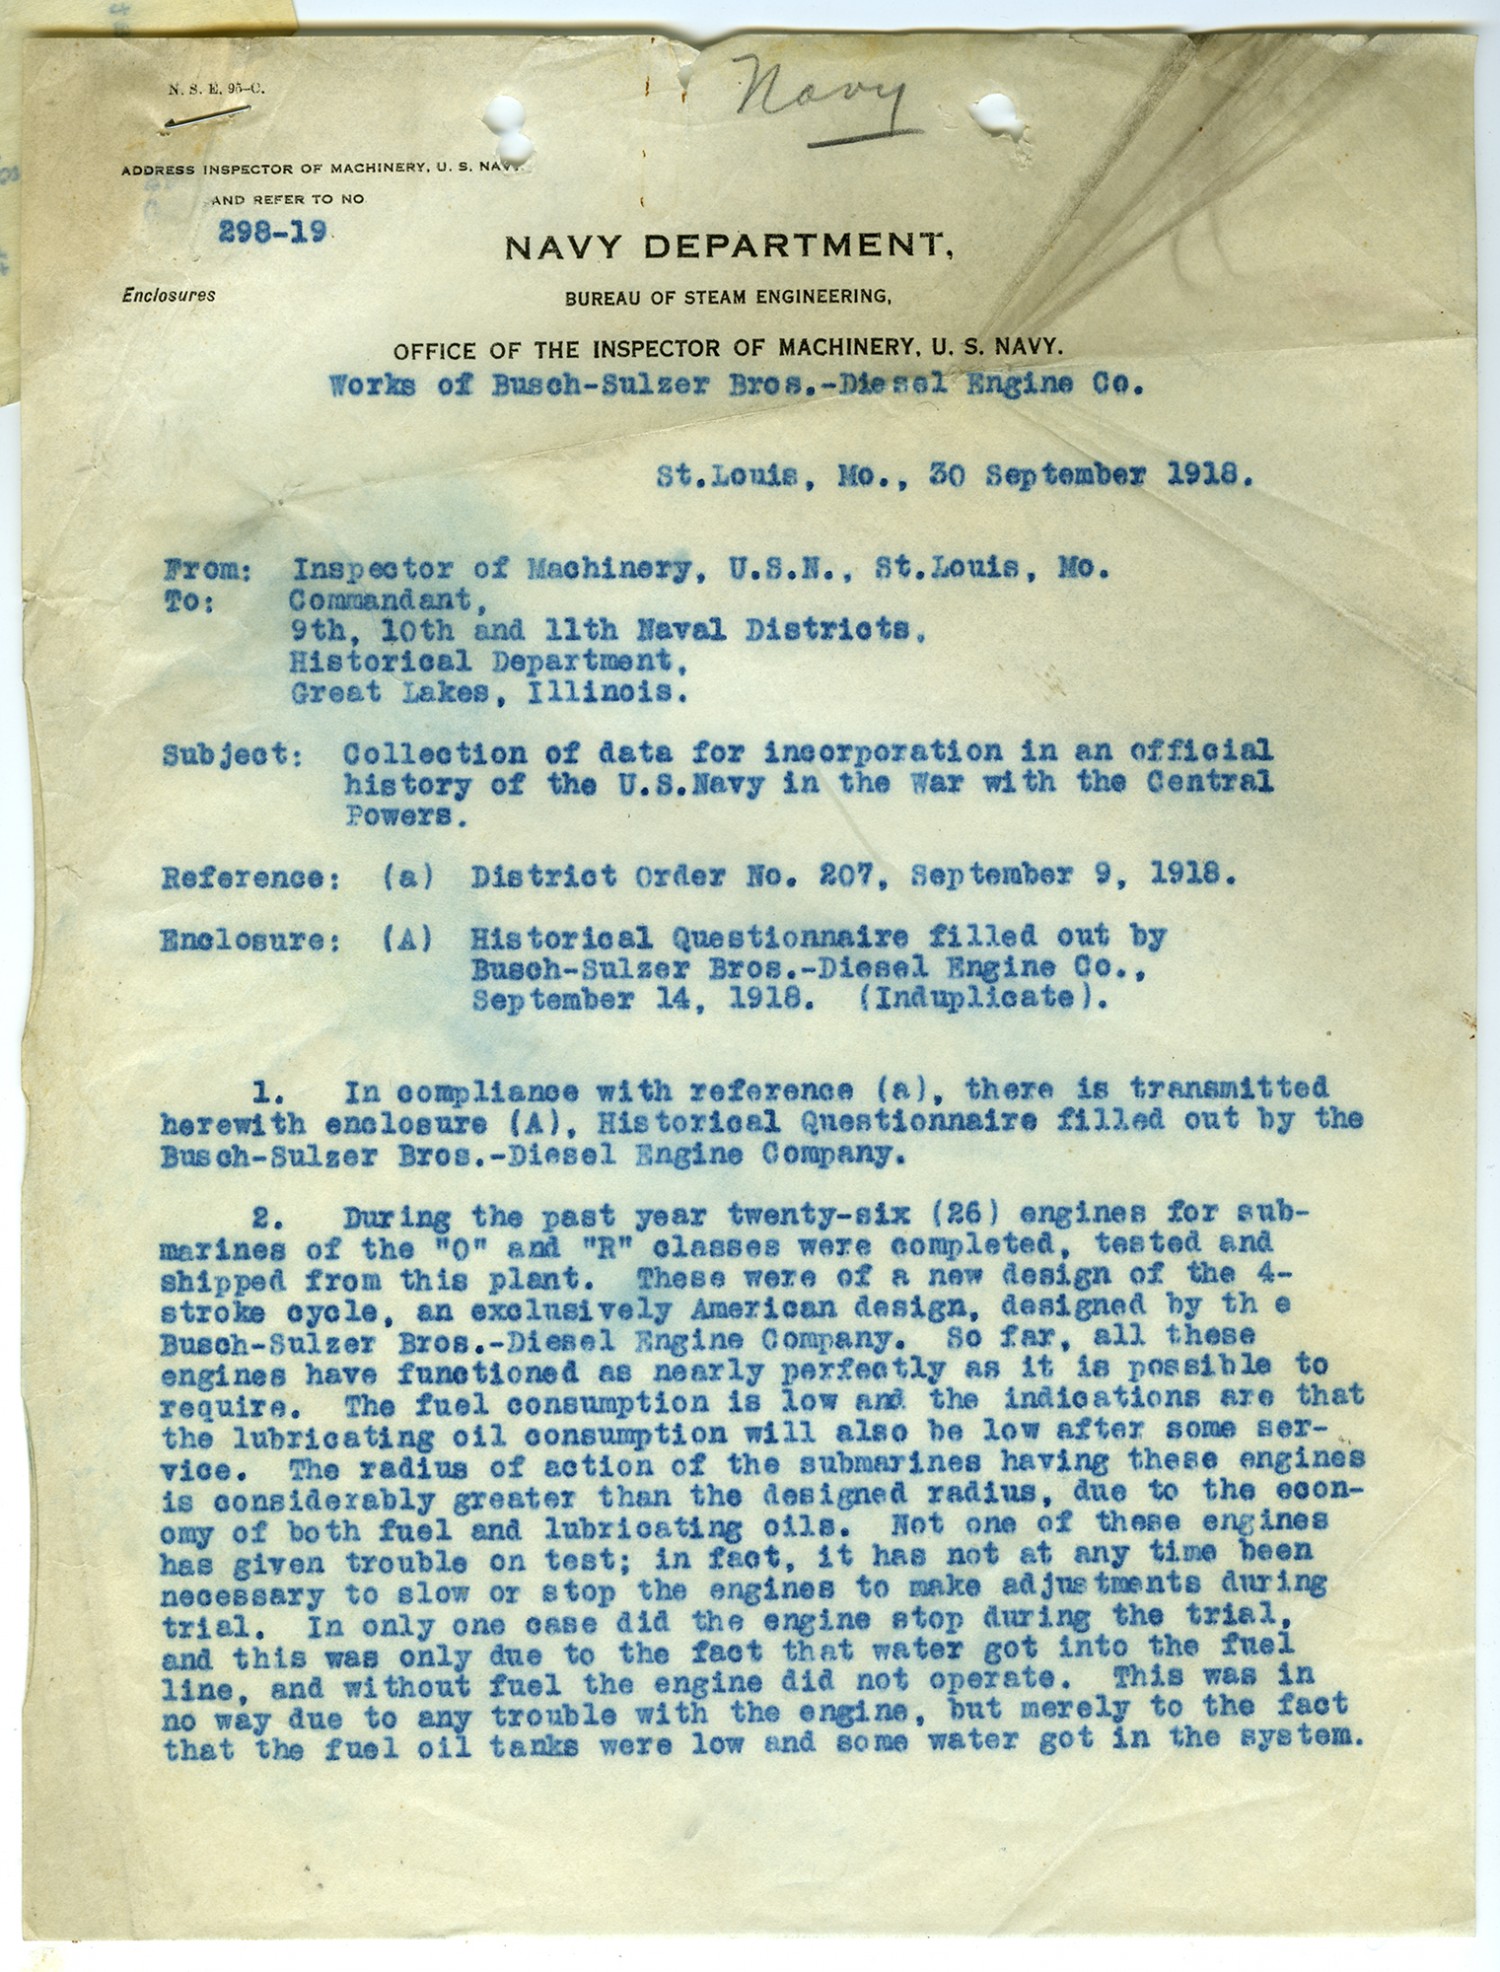 Navy
N. S. E. 95-C.
ADDRESS INSPECTOR OF MACHINERY, U. S. NAVY
AND REFER TO NO
298-19
NAVY DEPARTMENT,
Enclosures
BUREAU OF STEAM ENGINEERING,
OFFICE OF THE INSPECTOR OF MACHINERY, U. S. NAVY.
Works of Busch-Sulzer Bros.-Diesel Engine Co.
St.Louis, Mo., 30 September 1918.
From: Inspector of Machinery, U.S.N., St.Louis, Mo.
To: Commandant,
9th, 10th and 11th Naval Districts,
Historical Department,
Great Lakes, Illinois.
Subject: Collection of data for incorporation in an official
history of the U.S.Navy in the War with the Central
Powers.
Reference: (a) District Order No. 207, September 9, 1918.
Enclosure: (A) Historical Questionnaire filled out by
Busch-Sulzer Bros.-Diesel Engine Co.,
September 14, 1918. (Induplicate).
1. In compliance with reference (a), there is transmitted
herewith enclosure (A), Historical Questionnaire filled out by the
Busch-Sulzer Bros.-Diesel Engine Company.
2. During the past year twenty-six (26) engines for sub-
marines of the "O" and "R" classes were completed, tested and
shipped from this plant. These were of a new design of the 4-
stroke cycle, an exclusively American design, designed by th e
Busch-Sulzer Bros.-Diesel Engine Company. So far, all these
engines have functioned as nearly perfectly as it is possible to
require. The fuel consumption is low and the indications are that
the lubricating oil consumption will also be low after some ser-
vice. The radius of action of the submarines having these engines
is considerably greater than the designed radius, due to the econ-
omy of both fuel and lubricating oils. Not one of these engines
has given trouble on test; in fact, it has not at any time been
necessary to slow or stop the engines to make adjustments during
trial. In only one case did the engine stop during the trial,
and this was only due to the fact that water got into the fuel
line, and without fuel the engine did not operate. This was in
no way due to any trouble with the engine, but merely to the fact
that the fuel oil tanks were low and some water got in the system.